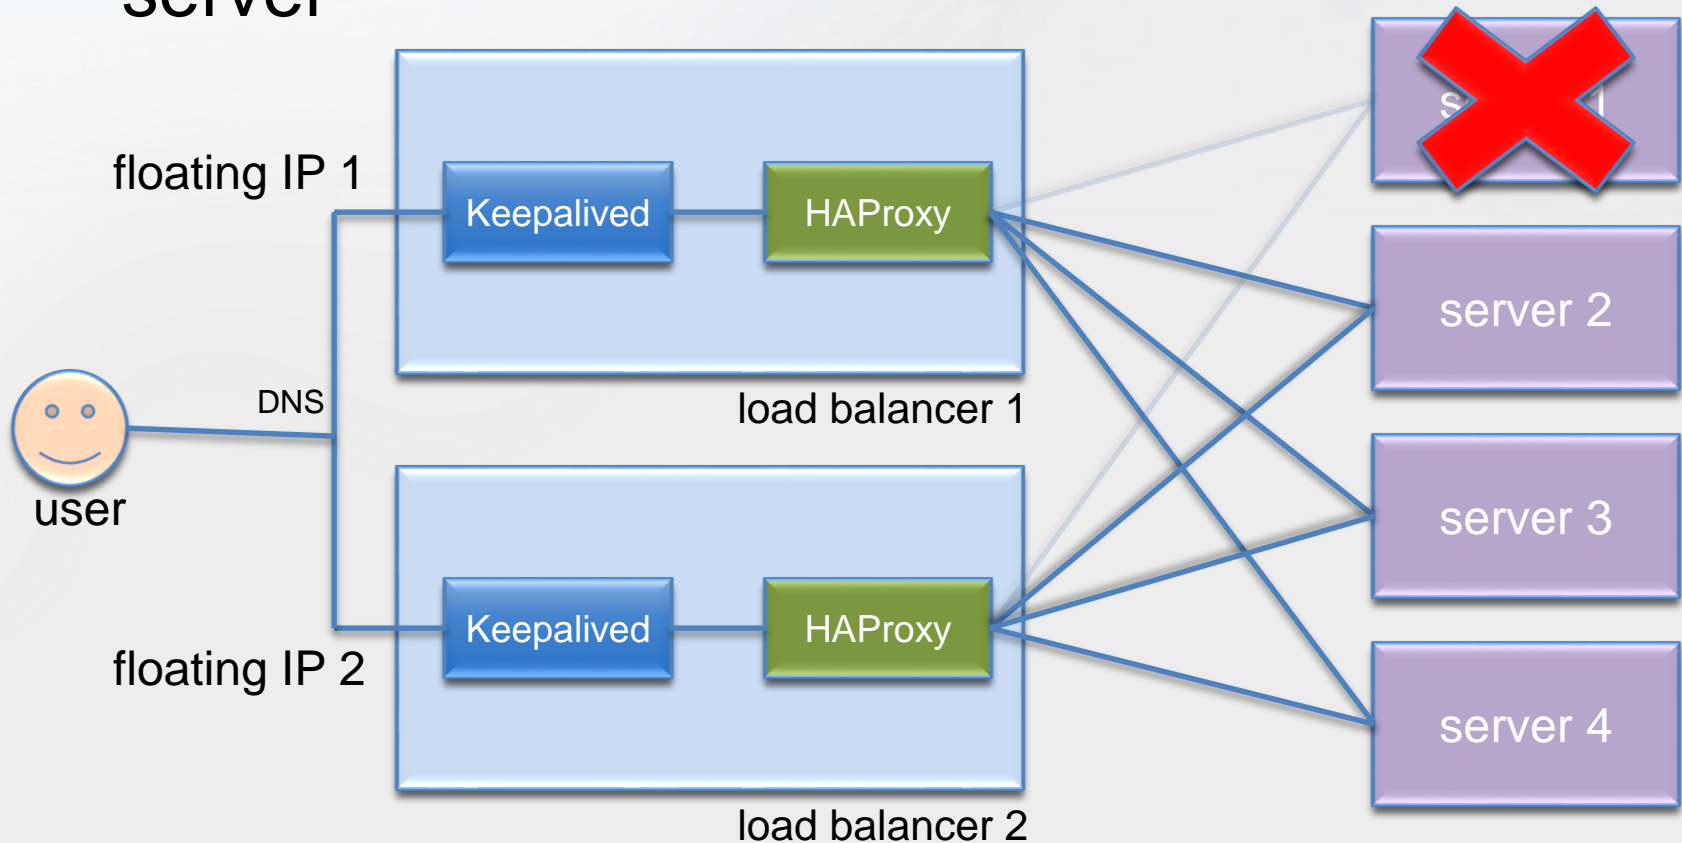 server
floating IP 1
Keepalived
HAProxy
server 2
DNS
load balancer 1
user
server 3
Keepalived
HAProxy
floating IP 2
server 4
load balancer 2